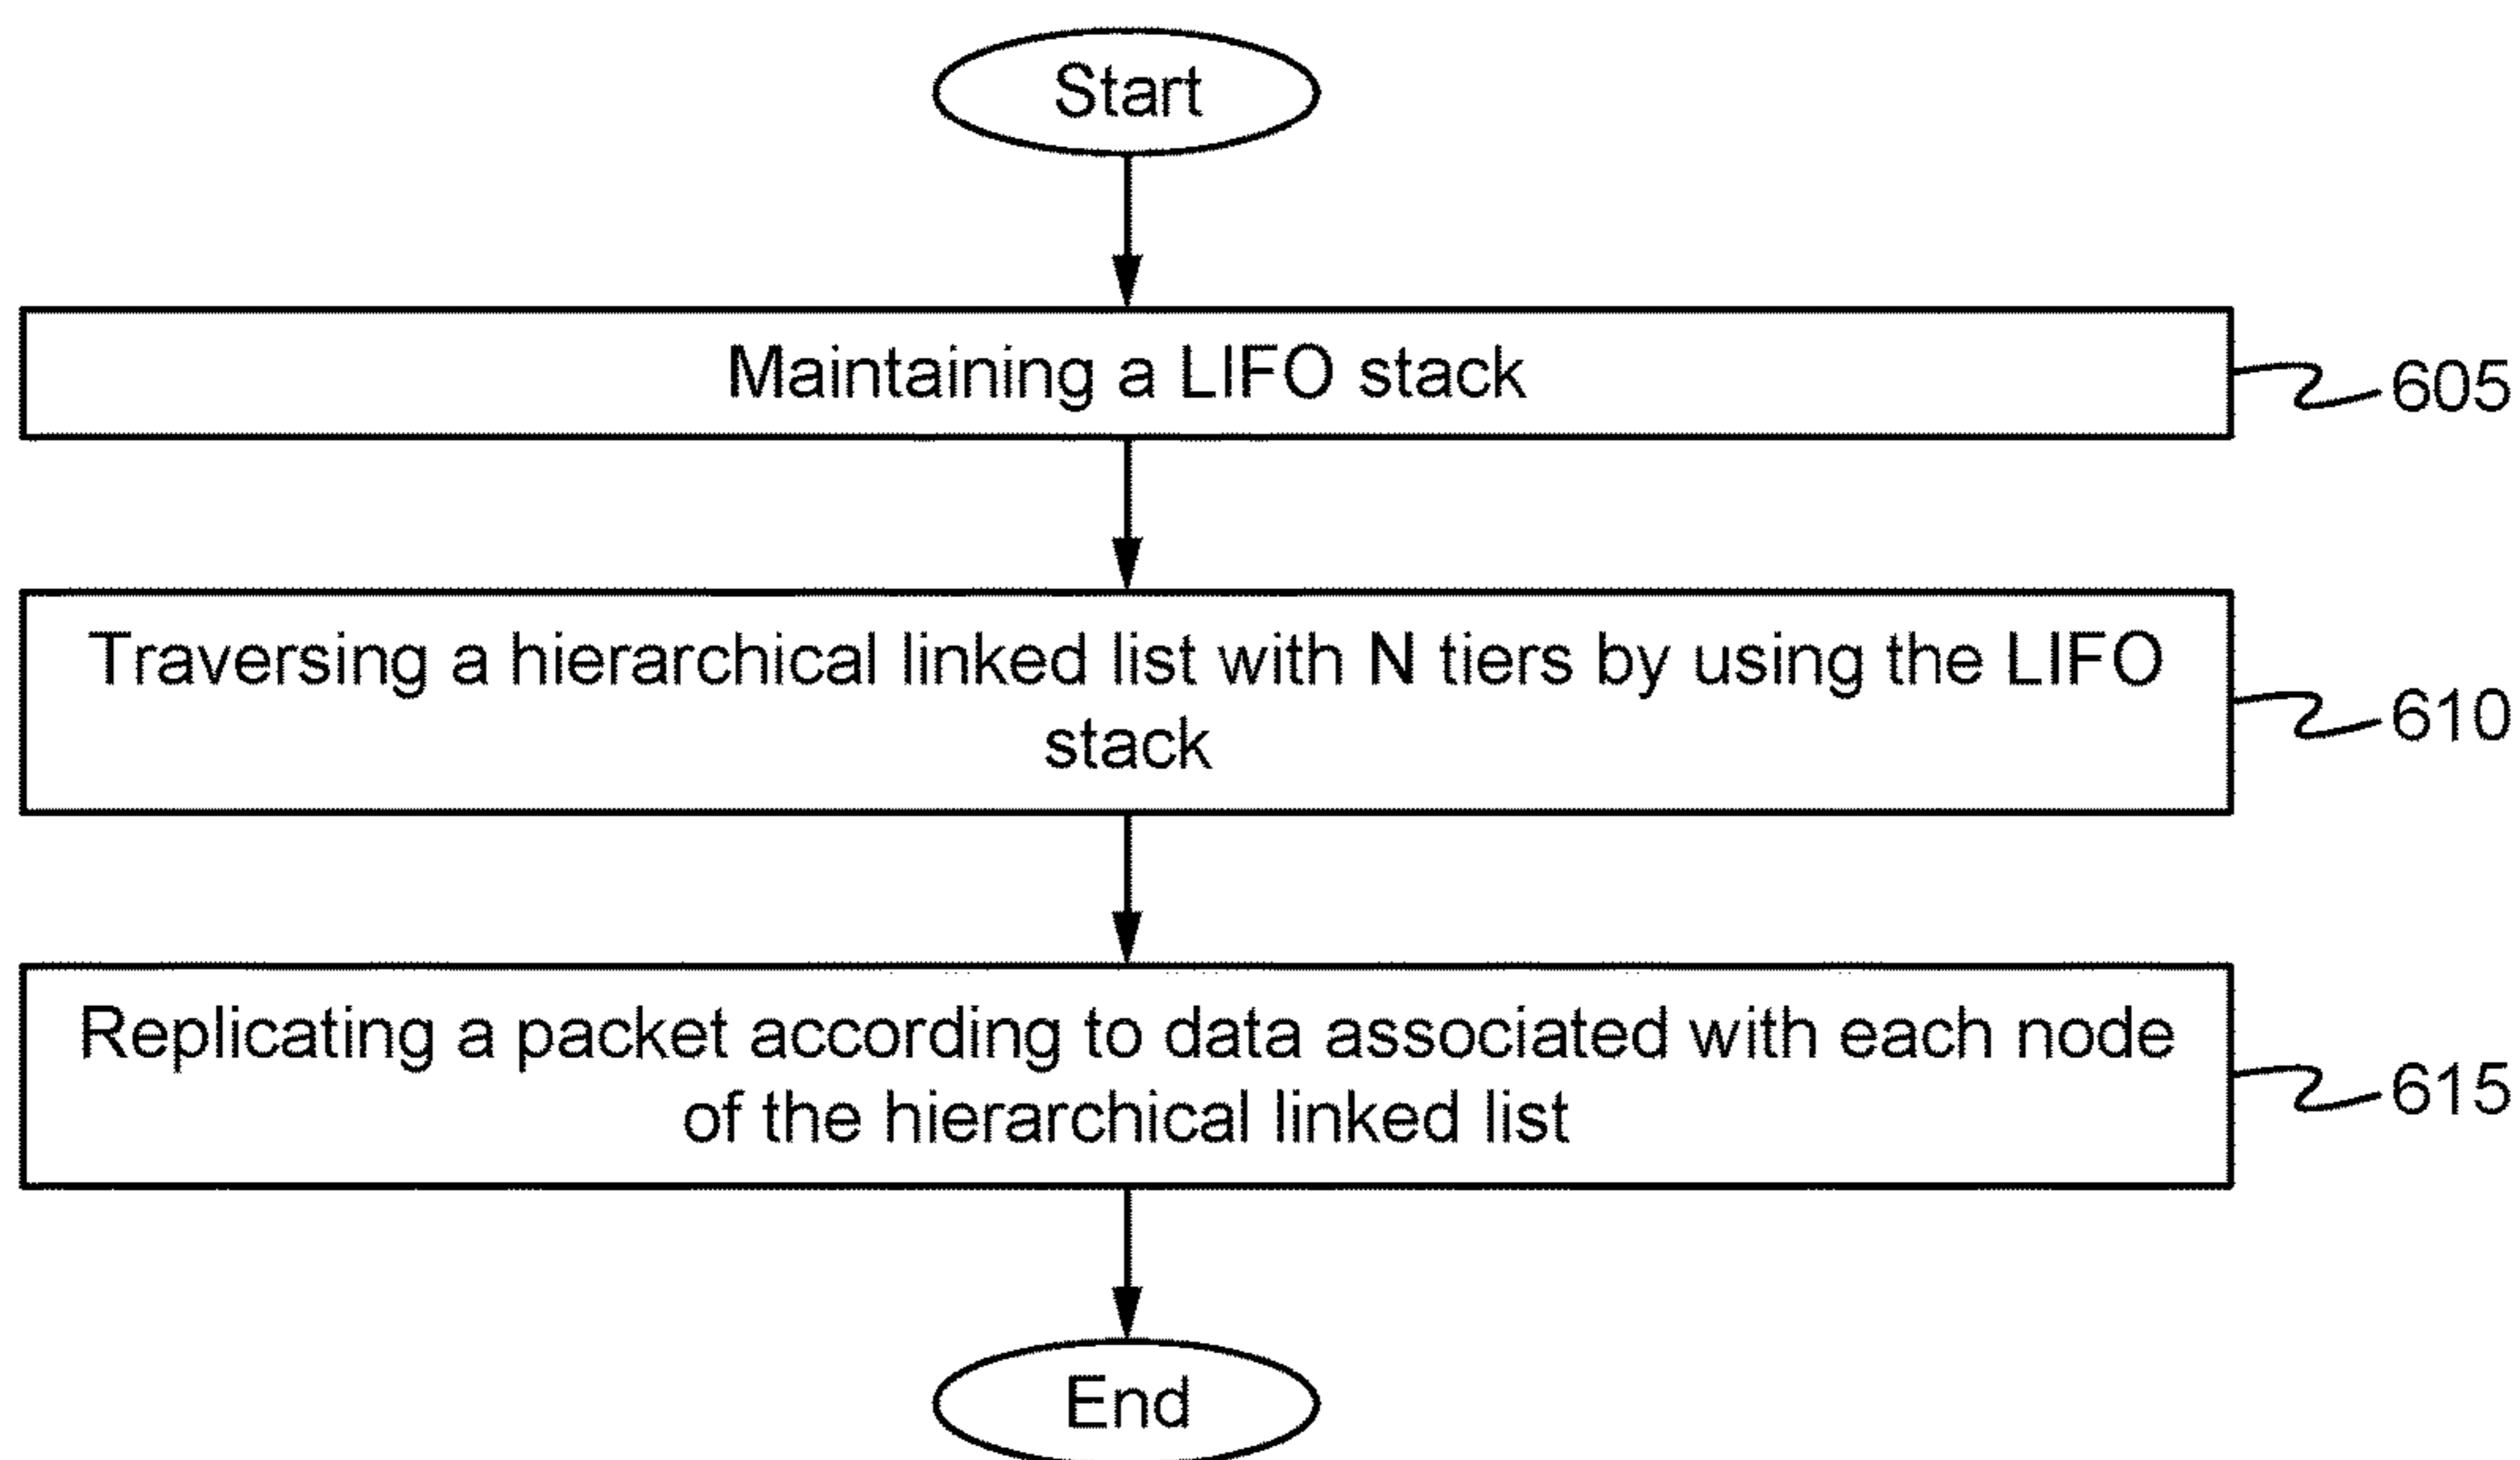 Start
Maintaining a LIFO stack
605
Traversing a hierarchical linked list with N tiers by using the LIFO
stack
610
Replicating a packet according to data associated with each node
of the hierarchical linked list
615
End